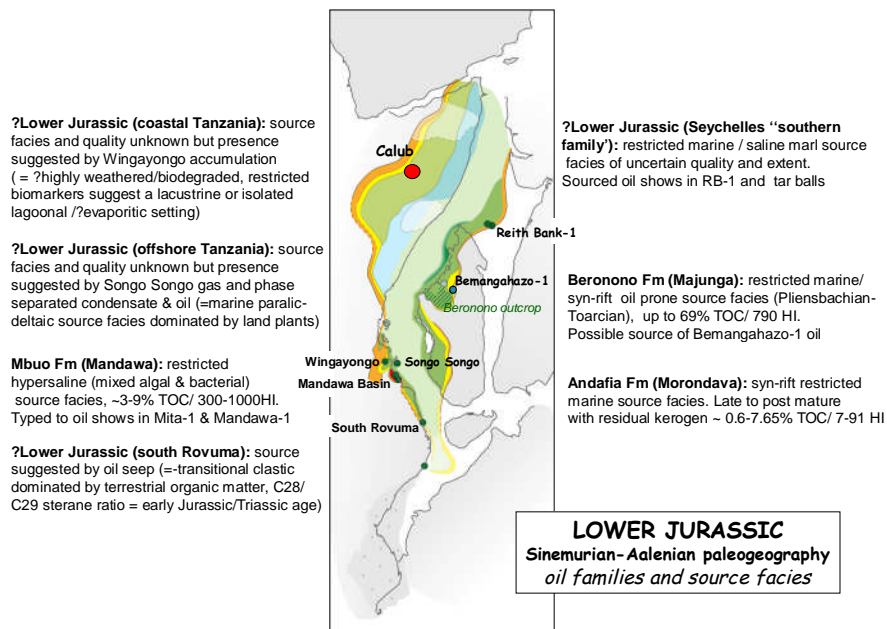 ?Lower Jurassic (coastal Tanzania): source
facies and quality unknown but presence
suggested by Wingayongo accumulation
( = ?highly weathered/biodegraded, restricted
biomarkers suggest a lacustrine or isolated
lagoonal /?evaporitic setting)
?Lower Jurassic (offshore Tanzania): source
facies and quality unknown but presence
suggested by Songo Songo gas and phase
separated condensate & oil (=marine paralic-
deltaic source facies dominated by land plants)
Mbuo Fm (Mandawa): restricted
hypersaline (mixed algal & bacterial)
source facies, ~3-9% TOC/ 300-1000HI.
Typed to oil shows in Mita-1 & Mandawa-1
?Lower Jurassic (south Rovuma): source
suggested by oil seep (=-transitional clastic
dominated by terrestrial organic matter, C28/
C29 sterane ratio = early Jurassic/Triassic age)
Calub
Reith Bank-1
Bemangahazo-1
Beronono outcrop
Wingayongo
Songo Songo
Mandawa Basin
South Rovuma
?Lower Jurassic (Seychelles ‘‘southern
family’): restricted marine / saline marl source
facies of uncertain quality and extent.
Sourced oil shows in RB-1 and tar balls
Beronono Fm (Majunga): restricted marine/
syn-rift oil prone source facies (Pliensbachian-
Toarcian), up to 69% TOC/ 790 HI.
Possible source of Bemangahazo-1 oil
Andafia Fm (Morondava): syn-rift restricted
marine source facies. Late to post mature
with residual kerogen ~ 0.6-7.65% TOC/ 7-91 HI
LOWER JURASSIC
Sinemurian-Aalenian paleogeography
oil families and source facies